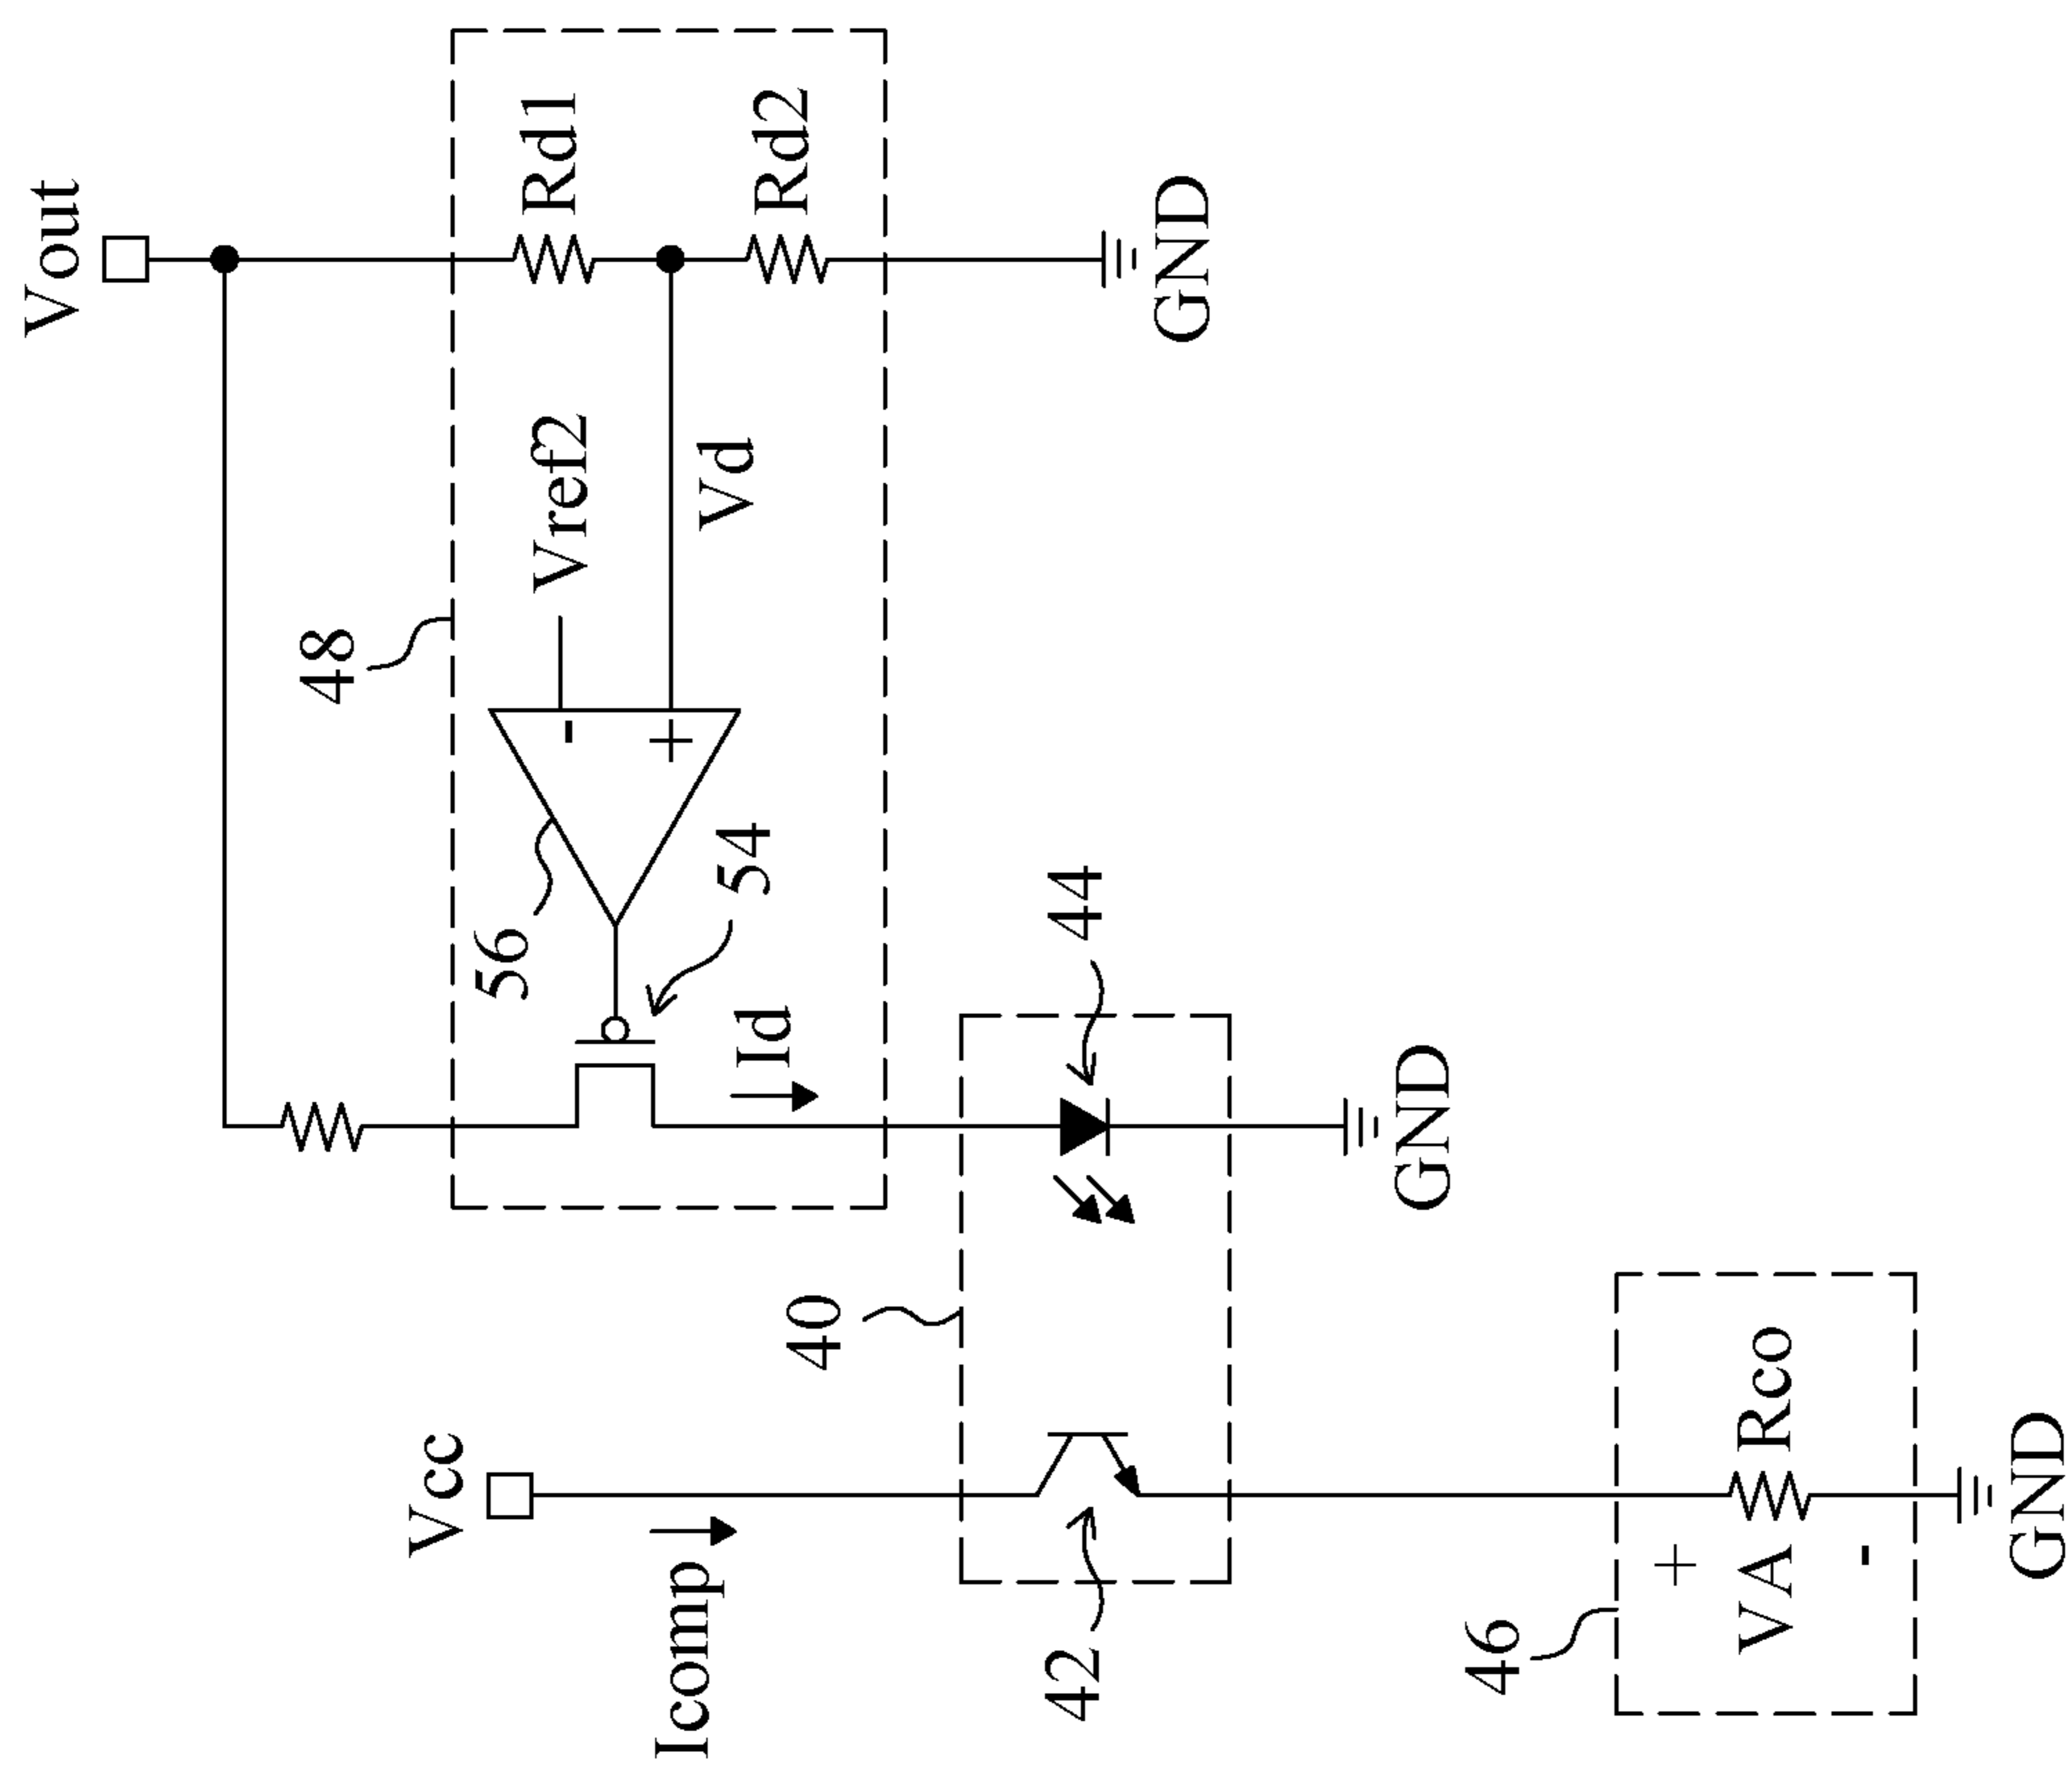 Vout
Vcc
48
Rd1
Vref2
56
Rd2
Vd
54
Id
Icomp
40
44
42
GND
GND
46
+
VA
-
Rco
GND
-
+